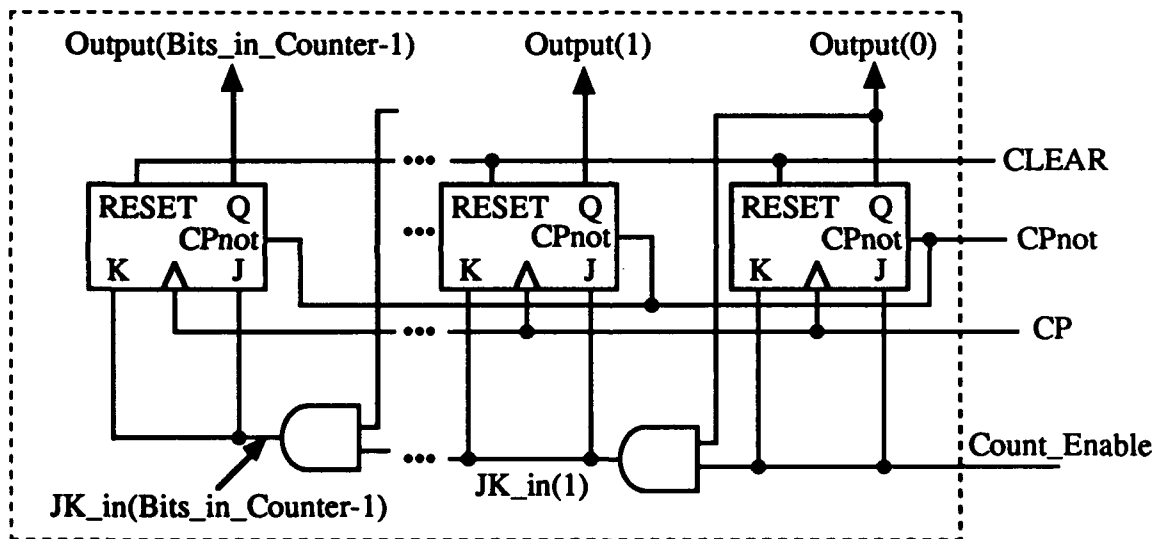 Output(Bits_in_Counter-1) Output(1) Output(0)
••• CLEAR
RESET Q RESET Q RESET Q
CPnot ••• CPnot CPnot CPnot
K J K J K J
••• CP
••• Count_Enable
JK_in(1)
JK_in(Bits_in_Counter-1)